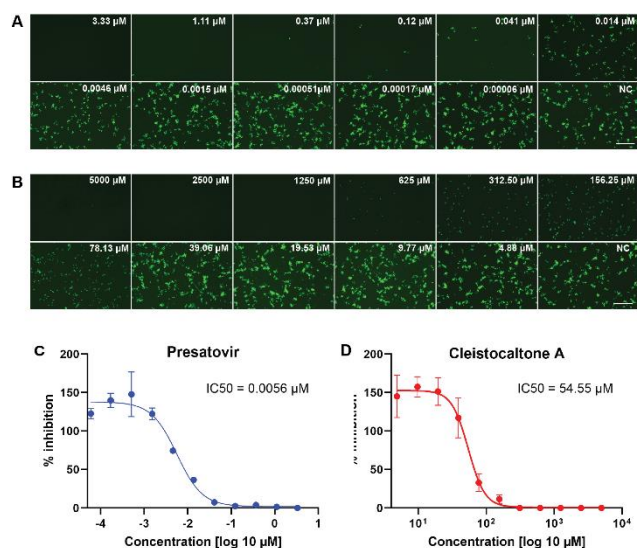 A
3.33 µM 1.11 µM 0.37 µM 0.12 µM 0.041 µM 0.014 µM
0.0046 µM 0.0015 µM 0.00051 µM 0.00017 µM 0.00006 µM NC
B
5000 µM 2500 µM 1250 µM 625 µM 312.50 µM 156.25 µM
78.13 µM 39.06 µM 19.53 µM 9.77 µM 4.88 µM NC
C Presatovir
IC50 = 0.0056 µM
% inhibition
200
150
100
50
0
-4 -3 -2 -1 0 1
Concentration [log 10 µM]
D Cleistocaltone A
IC50 = 54.55 µM
% inhibition
200
150
100
50
0
10¹ 10² 10³ 10⁴
Concentration [log 10 µM]